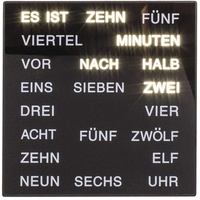 ES IST ZEHN FÜNF
VIERTEL MINUTEN
VOR NACH HALB
EINS SIEBEN ZWEI
DREI VIER
ACHT FÜNF ZWÖLF
ZEHN ELF
NEUN SECHS UHR